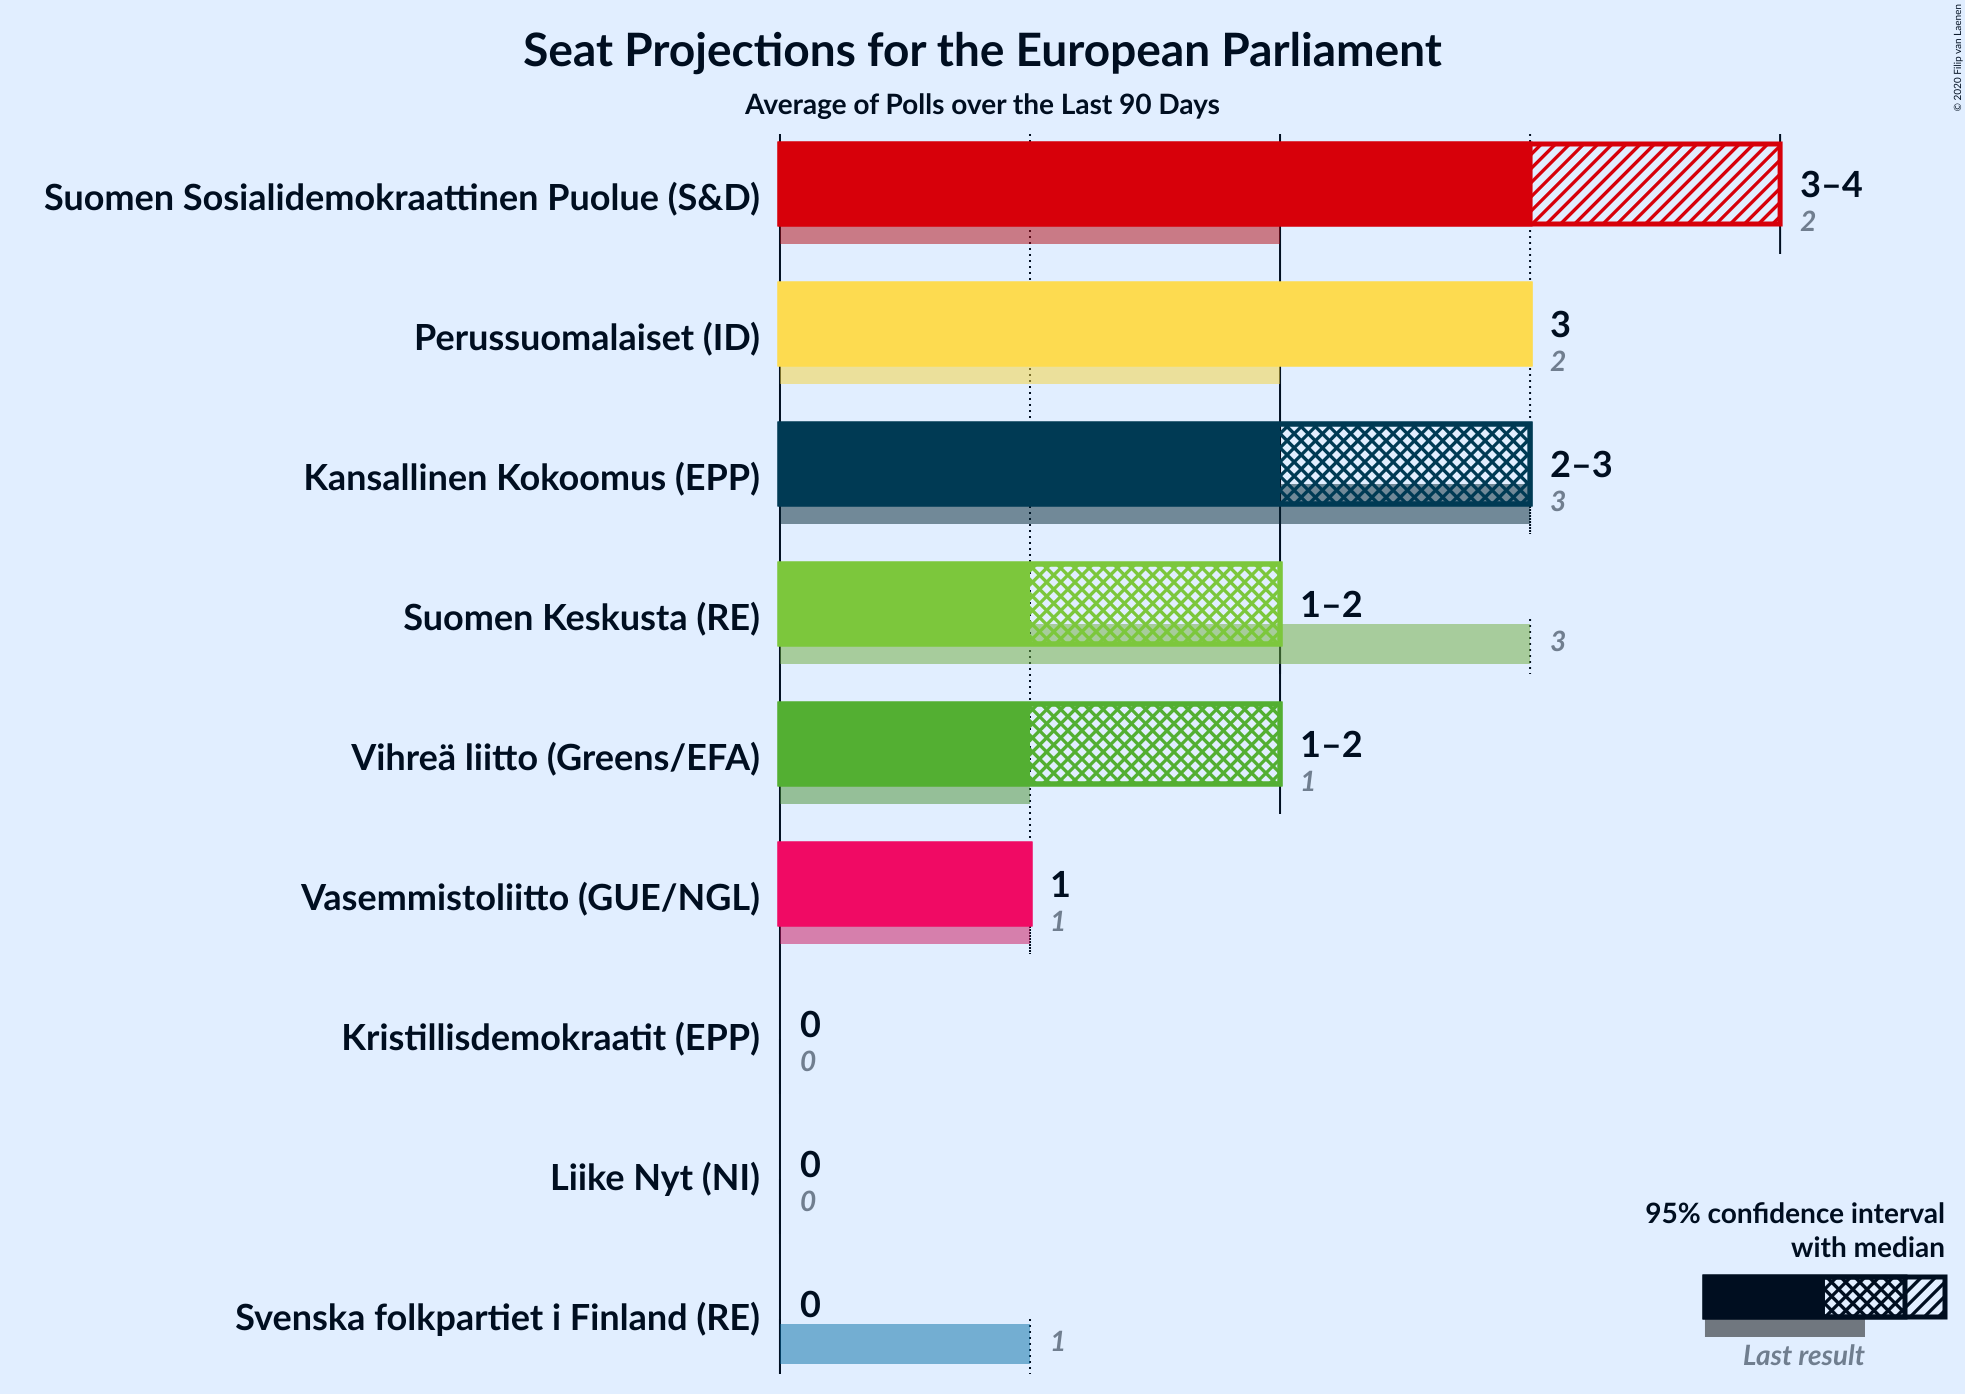 Seat Projections for the European Parliament
Average of Polls over the Last 90 Days
© 2020 Filip van Laenen
Suomen Sosialidemokraattinen Puolue (S&D)
3–4
2
Perussuomalaiset (ID)
3
2
Kansallinen Kokoomus (EPP)
2–3
3
Suomen Keskusta (RE)
1–2
3
Vihreä liitto (Greens/EFA)
1–2
1
Vasemmistoliitto (GUE/NGL)
1
1
Kristillisdemokraatit (EPP)
0
0
Liike Nyt (NI)
0
0
Svenska folkpartiet i Finland (RE)
0
1
95% confidence interval
with median
Last result